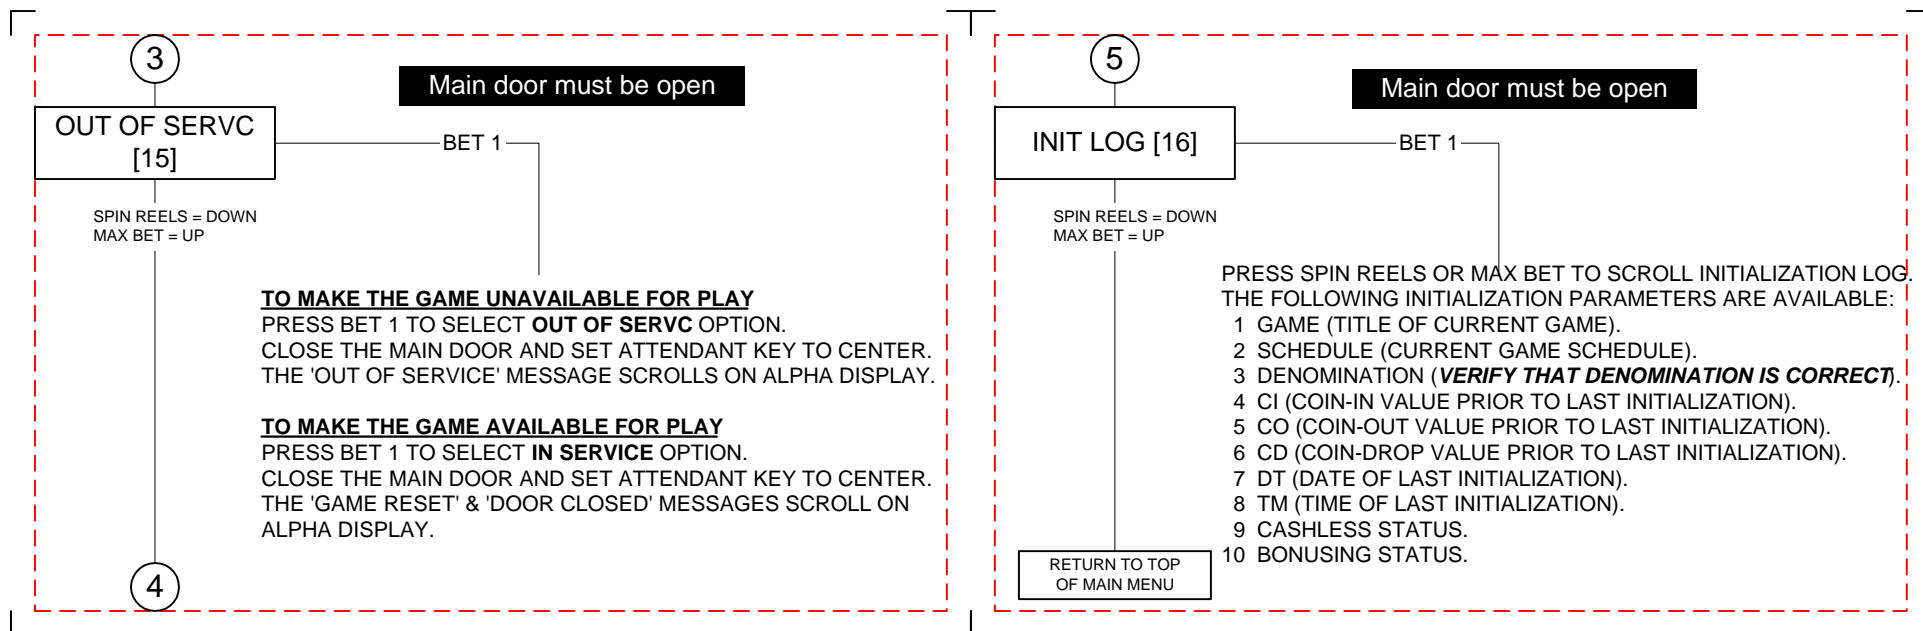 3
Main door must be open
OUT OF SERVC
[15]
BET 1
SPIN REELS = DOWN
MAX BET = UP
TO MAKE THE GAME UNAVAILABLE FOR PLAY
PRESS BET 1 TO SELECT OUT OF SERVC OPTION.
CLOSE THE MAIN DOOR AND SET ATTENDANT KEY TO CENTER.
THE 'OUT OF SERVICE' MESSAGE SCROLLS ON ALPHA DISPLAY.
TO MAKE THE GAME AVAILABLE FOR PLAY
PRESS BET 1 TO SELECT IN SERVICE OPTION.
CLOSE THE MAIN DOOR AND SET ATTENDANT KEY TO CENTER.
THE 'GAME RESET' & 'DOOR CLOSED' MESSAGES SCROLL ON
ALPHA DISPLAY.
4
5
Main door must be open
INIT LOG [16]
BET 1
SPIN REELS = DOWN
MAX BET = UP
PRESS SPIN REELS OR MAX BET TO SCROLL INITIALIZATION LOG.
THE FOLLOWING INITIALIZATION PARAMETERS ARE AVAILABLE:
1 GAME (TITLE OF CURRENT GAME).
2 SCHEDULE (CURRENT GAME SCHEDULE).
3 DENOMINATION (VERIFY THAT DENOMINATION IS CORRECT).
4 CI (COIN-IN VALUE PRIOR TO LAST INITIALIZATION).
5 CO (COIN-OUT VALUE PRIOR TO LAST INITIALIZATION).
6 CD (COIN-DROP VALUE PRIOR TO LAST INITIALIZATION).
7 DT (DATE OF LAST INITIALIZATION).
8 TM (TIME OF LAST INITIALIZATION).
9 CASHLESS STATUS.
10 BONUSING STATUS.
RETURN TO TOP
OF MAIN MENU